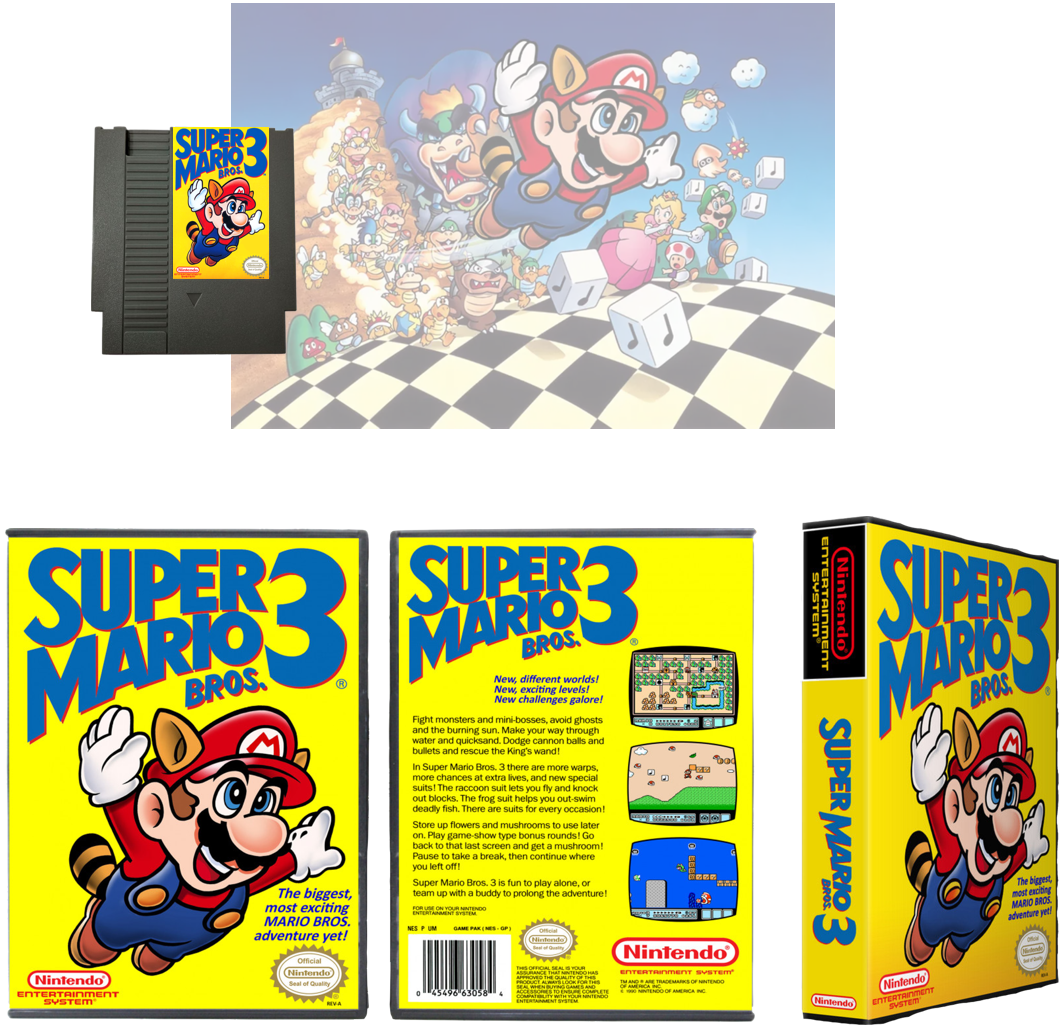 SUPER
MARIO 3
BROS.
Nintendo
SUPER
MARIO 3
BROS.®
The biggest,
most exciting
MARIO BROS.
adventure yet!
Nintendo®
ENTERTAINMENT
SYSTEM®
Official
Nintendo®
Seal of Quality
REV-A
SUPER
MARIO 3
BROS.®
New, different worlds!
New, exciting levels!
New challenges galore!
Fight monsters and mini-bosses, avoid ghosts
and the burning sun. Make your way through
water and quicksand. Dodge cannon balls and
bullets and rescue the King's wand!
In Super Mario Bros. 3 there are more warps,
more chances at extra lives, and new special
suits! The raccoon suit lets you fly and knock
out blocks. The frog suit helps you out-swim
deadly fish. There are suits for every occasion!
Store up flowers and mushrooms to use later
on. Play game-show type bonus rounds! Go
back to that last screen and get a mushroom!
Pause to take a break, then continue where
you left off!
Super Mario Bros. 3 is fun to play alone, or
team up with a buddy to prolong the adventure!
FOR USE ON YOUR NINTENDO
ENTERTAINMENT SYSTEM.
NES P UM GAME PAK ( NES - GP )
0 45496 63058 4
Official
Nintendo®
Seal of Quality
THIS OFFICIAL SEAL IS YOUR
ASSURANCE THAT NINTENDO HAS
APPROVED THE QUALITY OF THIS
PRODUCT. ALWAYS LOOK FOR THIS
SEAL WHEN BUYING GAMES AND
ACCESSORIES TO ENSURE COMPLETE
COMPATIBILITY WITH YOUR NINTENDO
ENTERTAINMENT SYSTEM.
Nintendo®
ENTERTAINMENT SYSTEM®
TM AND ® ARE TRADEMARKS OF NINTENDO
OF AMERICA INC.
© 1990 NINTENDO OF AMERICA INC.
Nintendo
ENTERTAINMENT
SYSTEM®
SUPER MARIO
BROS. 3
Nintendo
SUPER
MARIO 3
BROS.®
The biggest,
most exciting
MARIO BROS.
adventure yet!
Nintendo®
ENTERTAINMENT
SYSTEM®
Official
Nintendo
Seal of Quality